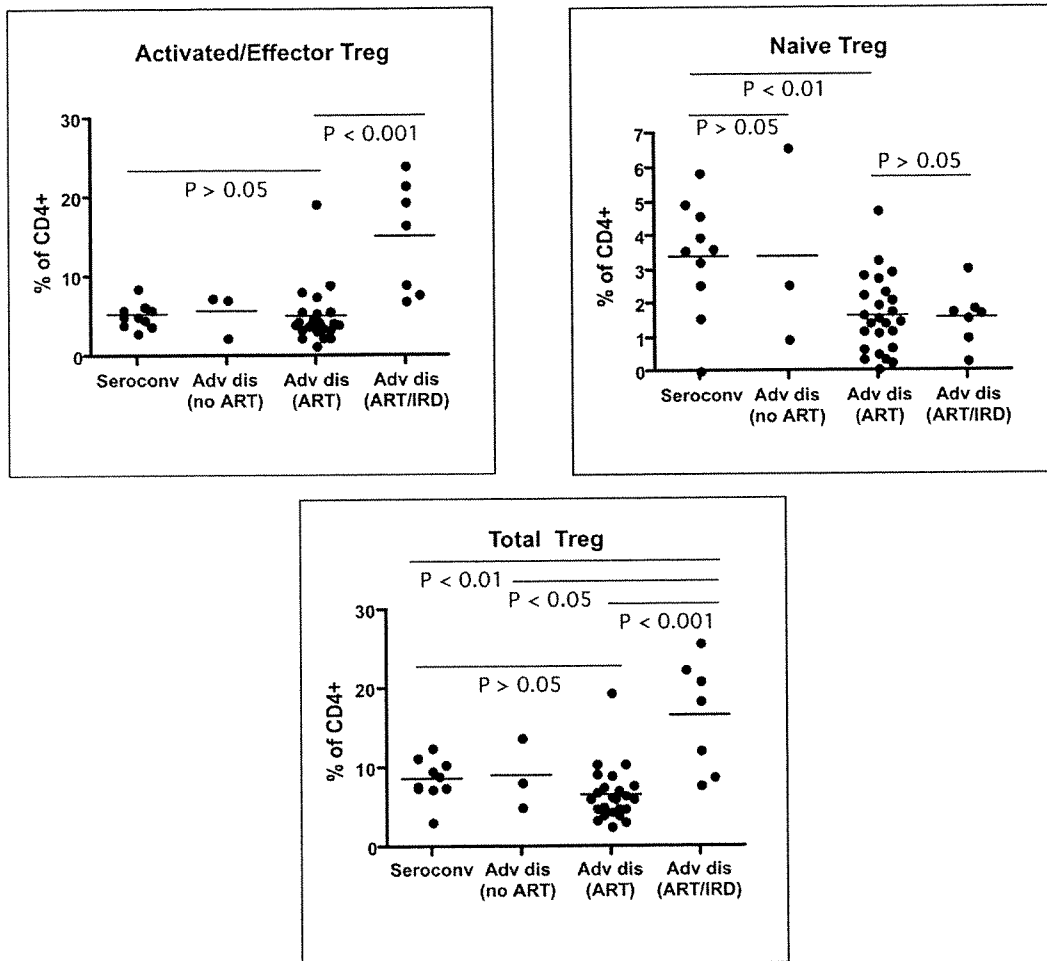 Activated/Effector Treg
P < 0.001
P > 0.05
% of CD4+
30
20
10
0
Seroconv
Adv dis
(no ART)
Adv dis
(ART)
Adv dis
(ART/IRD)
Naive Treg
P < 0.01
P > 0.05
P > 0.05
% of CD4+
7
6
5
4
3
2
1
0
Seroconv
Adv dis
(no ART)
Adv dis
(ART)
Adv dis
(ART/IRD)
Total Treg
P < 0.01
P < 0.05
P < 0.001
P > 0.05
% of CD4+
30
20
10
0
Seroconv
Adv dis
(no ART)
Adv dis
(ART)
Adv dis
(ART/IRD)